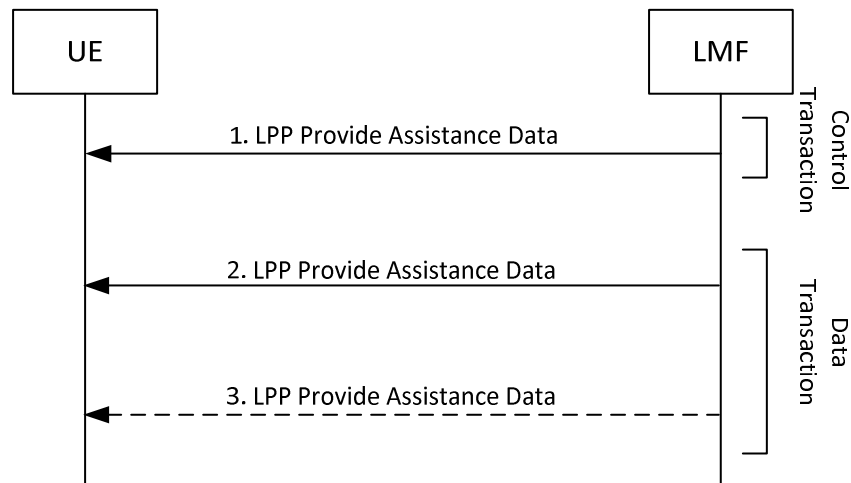 UE
LMF
1. LPP Provide Assistance Data
Control
Transaction
2. LPP Provide Assistance Data
Data
Transaction
3. LPP Provide Assistance Data